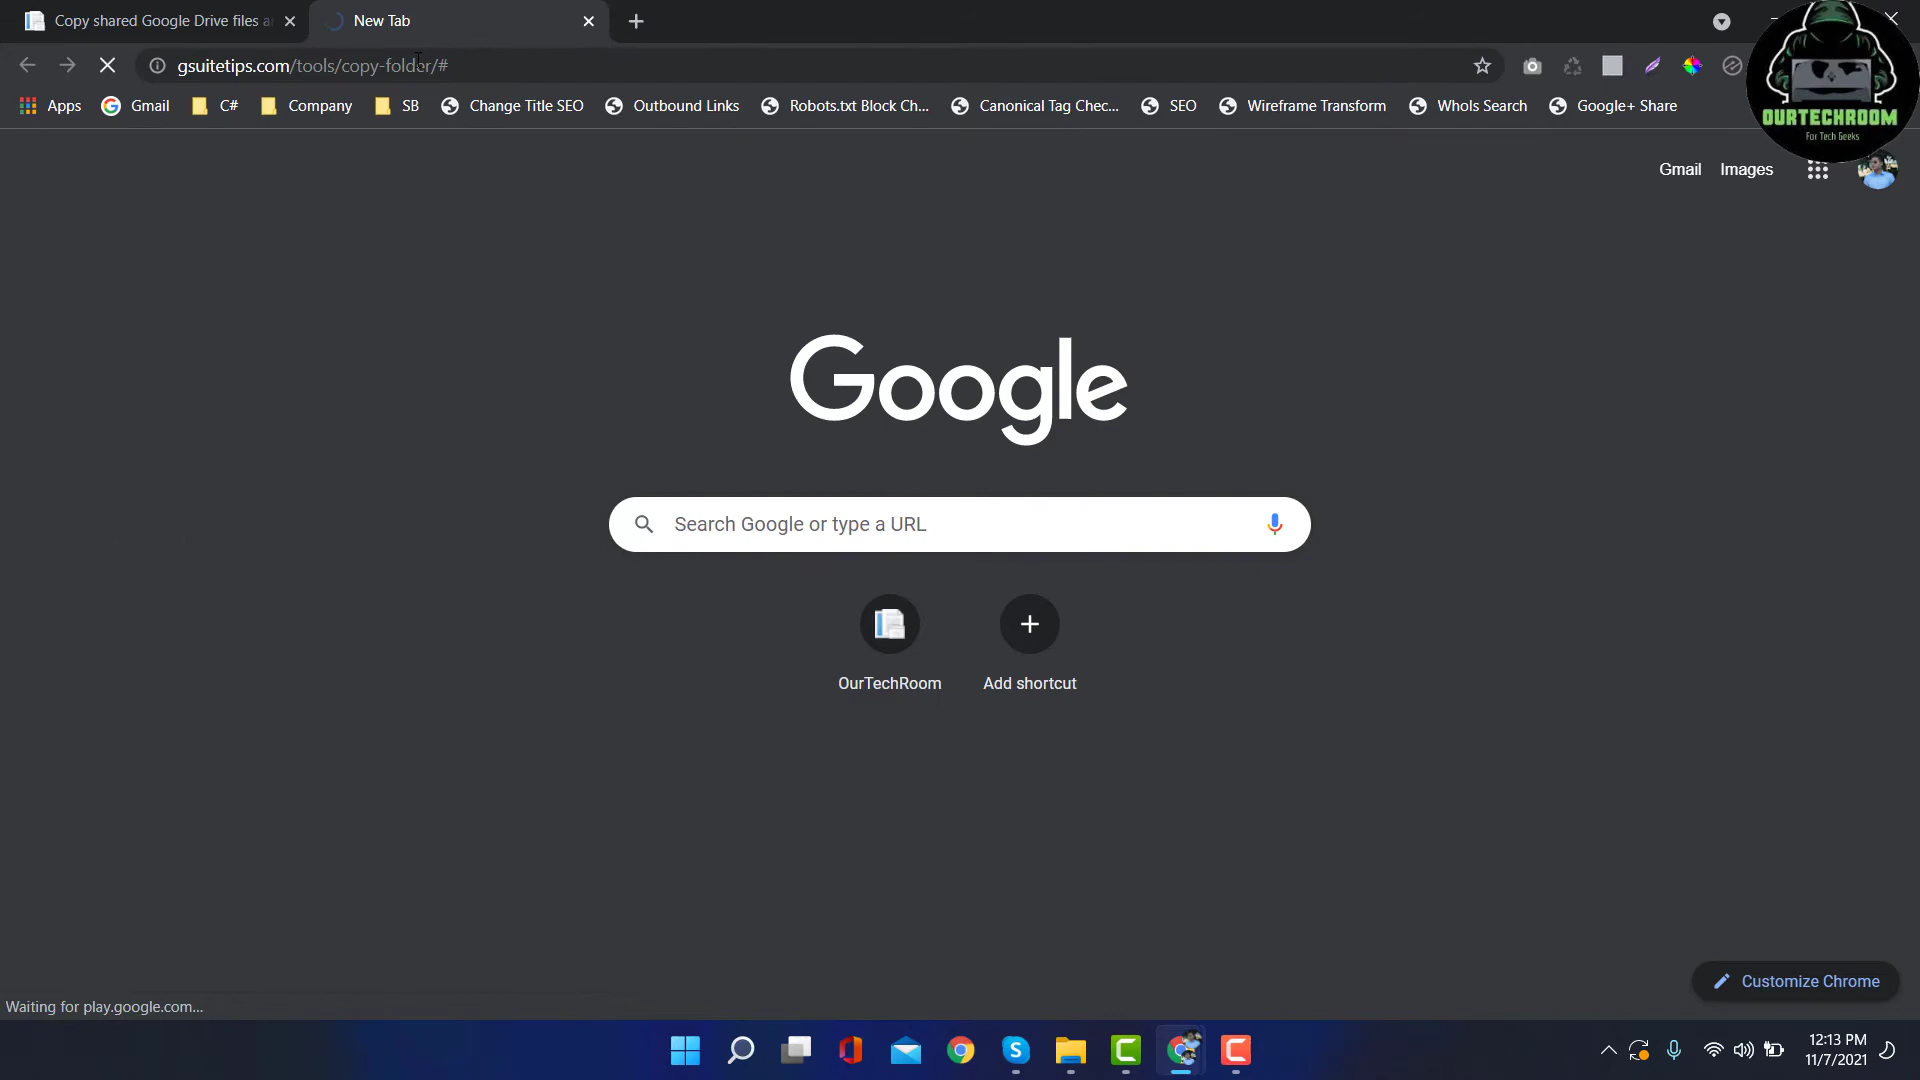 Copy shared Google Drive files a
New Tab
gsuitetips.com/tools/copy-folder/#
Apps
Gmail
C#
Company
SB
Change Title SEO
Outbound Links
Robots.txt Block Ch...
Canonical Tag Chec...
SEO
Wireframe Transform
WhoIs Search
Google+ Share
OURTECHROOM
For Tech Geeks
Gmail
Images
Google
Search Google or type a URL
OurTechRoom
Add shortcut
Customize Chrome
Waiting for play.google.com...
12:13 PM
11/7/2021